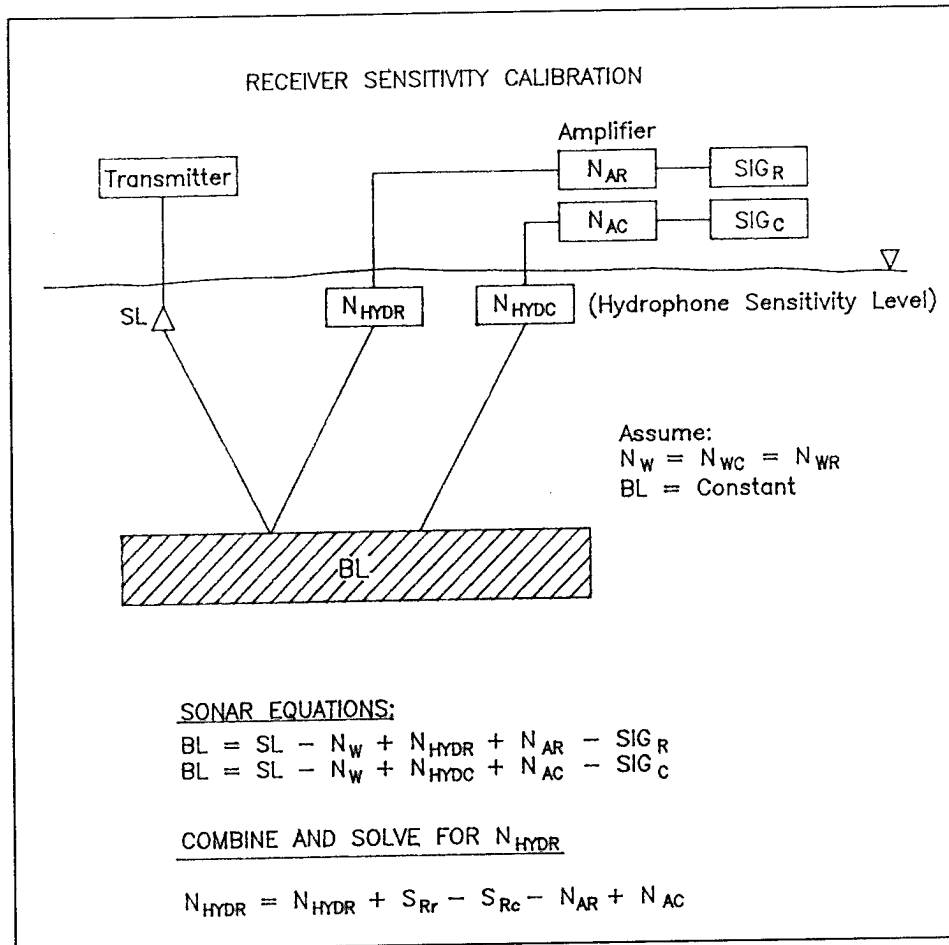 RECEIVER SENSITIVITY CALIBRATION
Amplifier
Transmitter
N_AR
SIG_R
N_AC
SIG_C
SL
N_HYDR
N_HYDC
(Hydrophone Sensitivity Level)
Assume:
N_W = N_WC = N_WR
BL = Constant
BL
SONAR EQUATIONS:
BL = SL − N_W + N_HYDR + N_AR − SIG_R
BL = SL − N_W + N_HYDC + N_AC − SIG_C
COMBINE AND SOLVE FOR N_HYDR
N_HYDR = N_HYDR + S_Rr − S_Rc − N_AR + N_AC